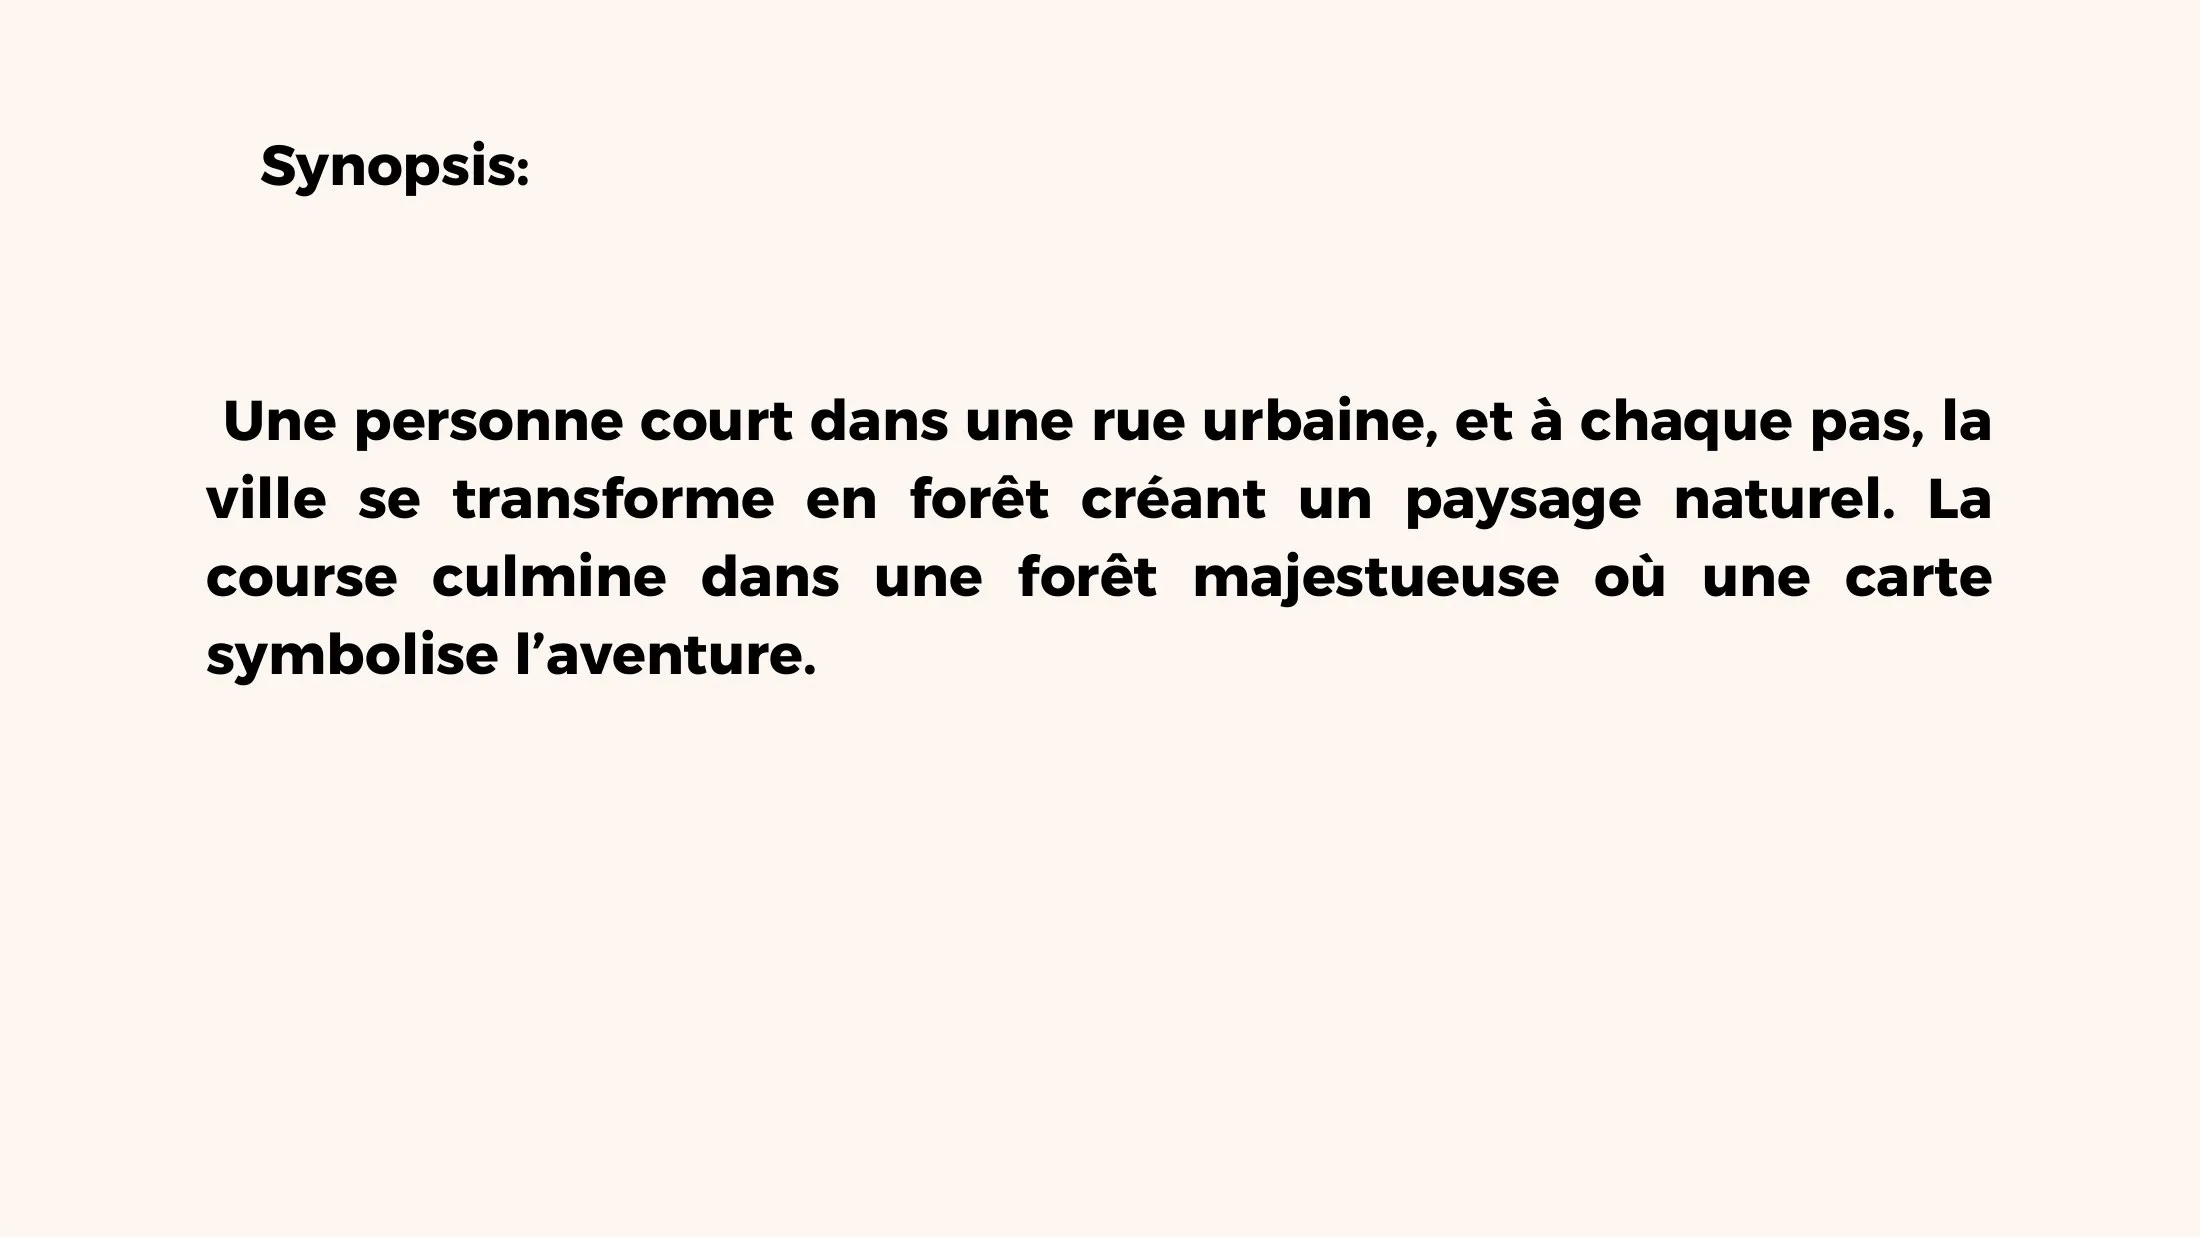 Synopsis:
Une personne court dans une rue urbaine, et à chaque pas, la
ville se transforme en forêt créant un paysage naturel. La
course culmine dans une forêt majestueuse où une carte
symbolise l’aventure.